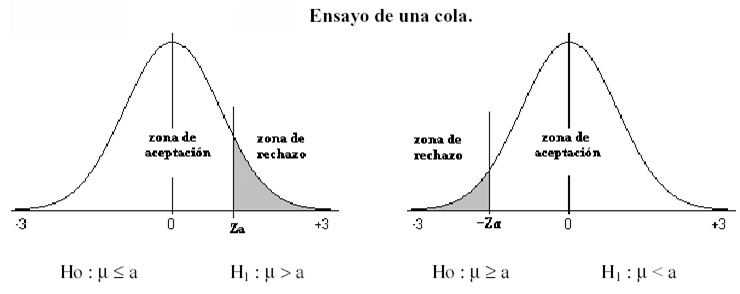 Ensayo de una cola.
zona de
aceptación
zona de
rechazo
-3
0
Za
+3
Ho : μ ≤ a
H₁ : μ > a
zona de
rechazo
zona de
aceptación
-3
-Zα
0
+3
Ho : μ ≥ a
H₁ : μ < a